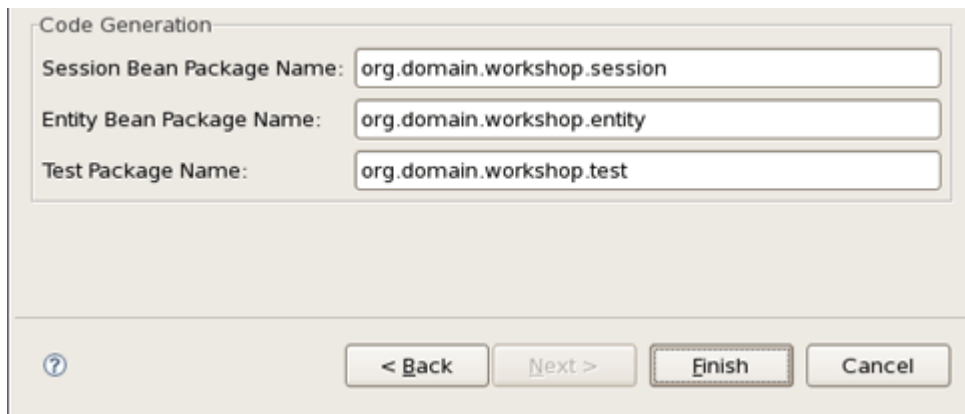 Code Generation
Session Bean Package Name: org.domain.workshop.session
Entity Bean Package Name: org.domain.workshop.entity
Test Package Name: org.domain.workshop.test
? < Back Next > Finish Cancel